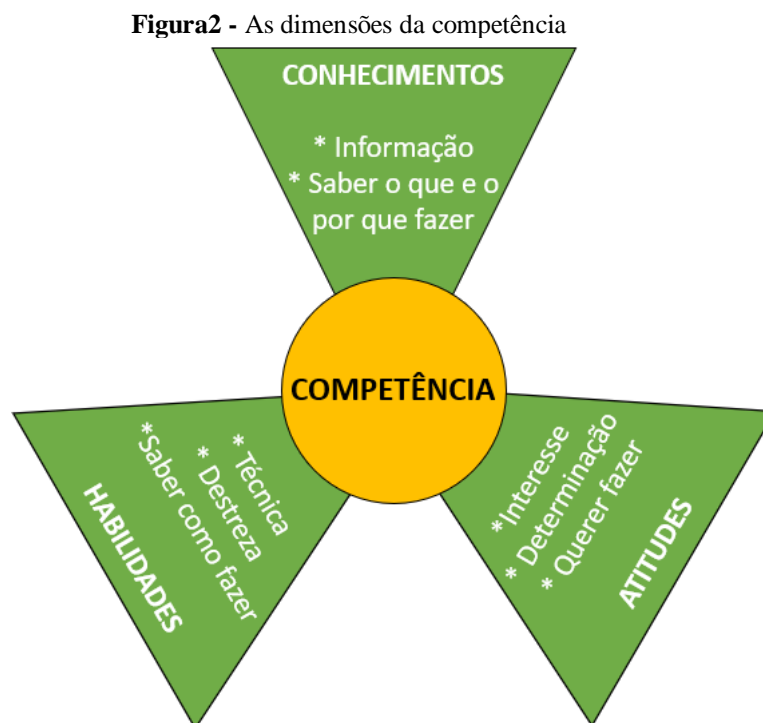 Figura2 - As dimensões da competência
CONHECIMENTOS
* Informação
* Saber o que e o
por que fazer
COMPETÊNCIA
* Técnica
* Destreza
*Saber como fazer
HABILIDADES
*Interesse
* Determinação
* Querer fazer
ATITUDES